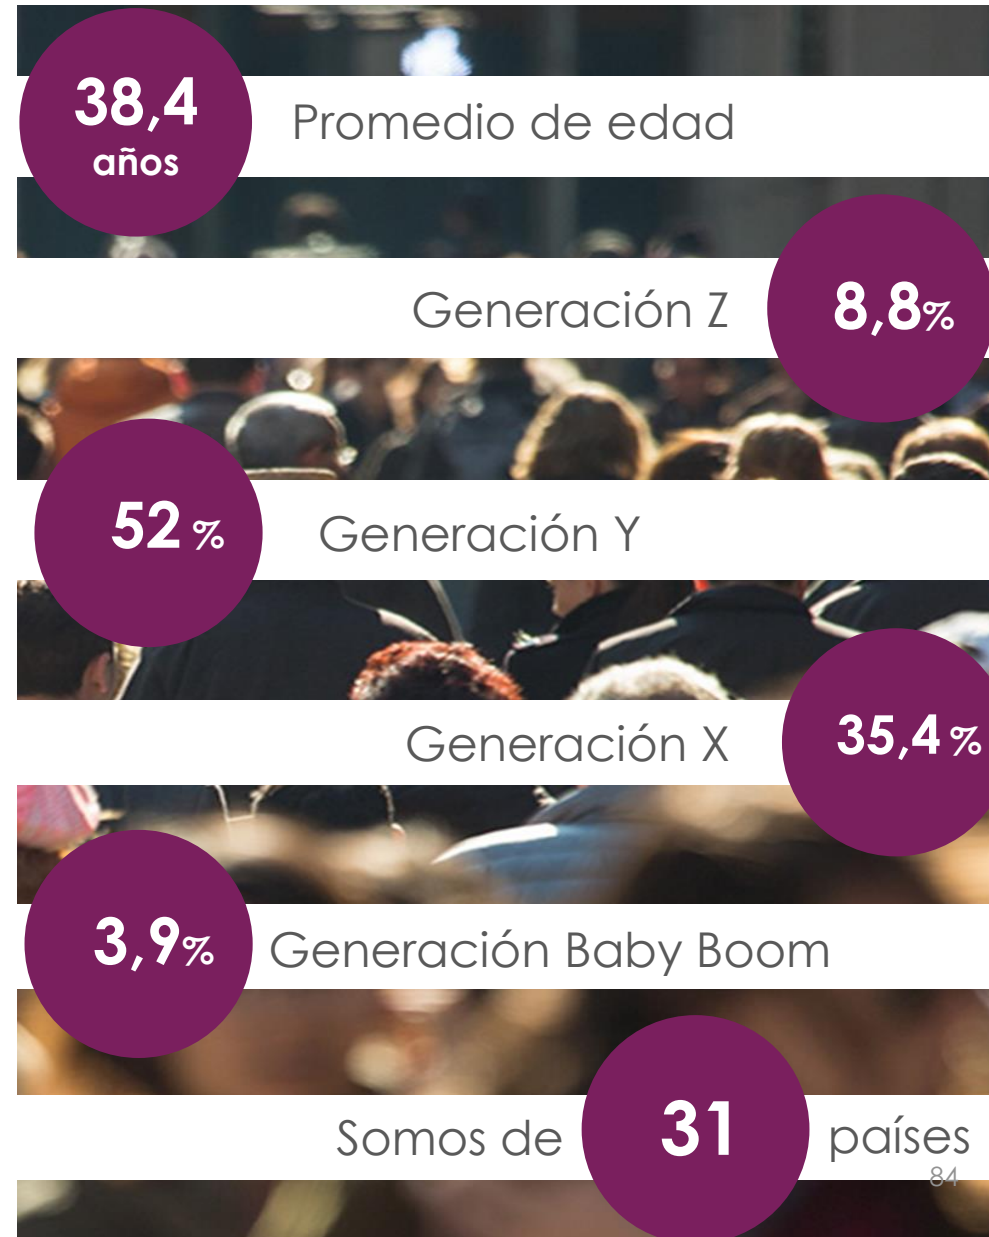 38,4
años
Promedio de edad
Generación Z
8,8%
52 %
Generación Y
Generación X
35,4 %
3,9%
Generación Baby Boom
Somos de 31 países
84